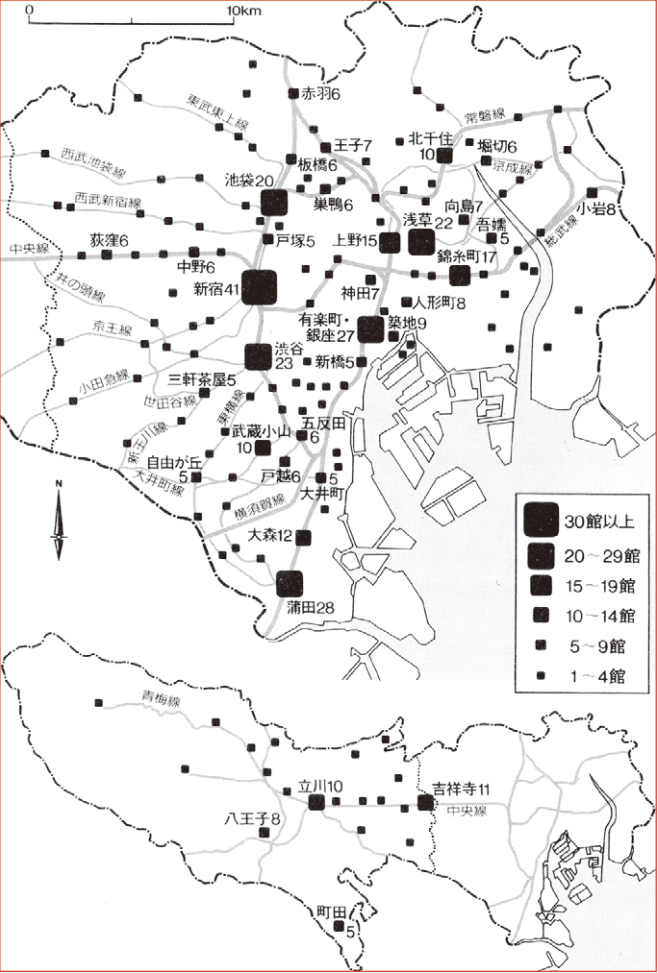 0 10km
赤羽6
東武東上線
常磐線
王子7
北千住
10
堀切6
京成線
板橋6
西武池袋線
池袋20
巣鴨6
小岩8
西武新宿線
向島7
浅草
22
吾嬬
5
総武線
戸塚5
上野15
荻窪6
中央線
中野6
錦糸町17
新宿41
神田7
井の頭線
人形町8
有楽町・
銀座27
築地9
京王線
渋谷
23
新橋5
小田急線
三軒茶屋5
世田谷線
東横線
五反田
6
武蔵小山
10
新玉川線
自由が丘
5
戸越6
大井町線
5
大井町
N
横須賀線
大森12
蒲田28
30館以上
20～29館
15～19館
10～14館
5～9館
1～4館
青梅線
立川10
吉祥寺11
中央線
八王子8
町田
5